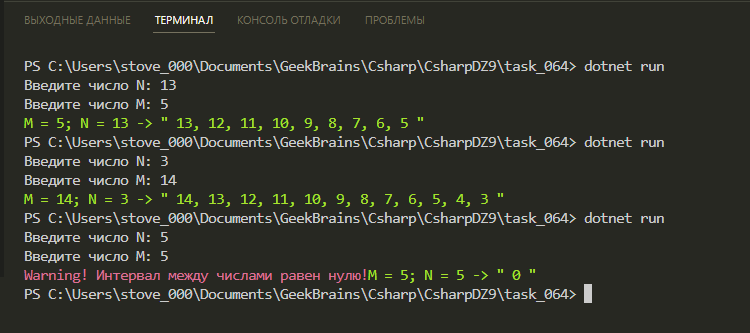 ВЫХОДНЫЕ ДАННЫЕ ТЕРМИНАЛ КОНСОЛЬ ОТЛАДКИ ПРОБЛЕМЫ
PS C:\Users\stove_000\Documents\GeekBrains\Csharp\CsharpDZ9\task_064> dotnet run
Введите число N: 13
Введите число M: 5
M = 5; N = 13 -> " 13, 12, 11, 10, 9, 8, 7, 6, 5 "
PS C:\Users\stove_000\Documents\GeekBrains\Csharp\CsharpDZ9\task_064> dotnet run
Введите число N: 3
Введите число M: 14
M = 14; N = 3 -> " 14, 13, 12, 11, 10, 9, 8, 7, 6, 5, 4, 3 "
PS C:\Users\stove_000\Documents\GeekBrains\Csharp\CsharpDZ9\task_064> dotnet run
Введите число N: 5
Введите число M: 5
Warning! Интервал между числами равен нулю!M = 5; N = 5 -> " 0 "
PS C:\Users\stove_000\Documents\GeekBrains\Csharp\CsharpDZ9\task_064>